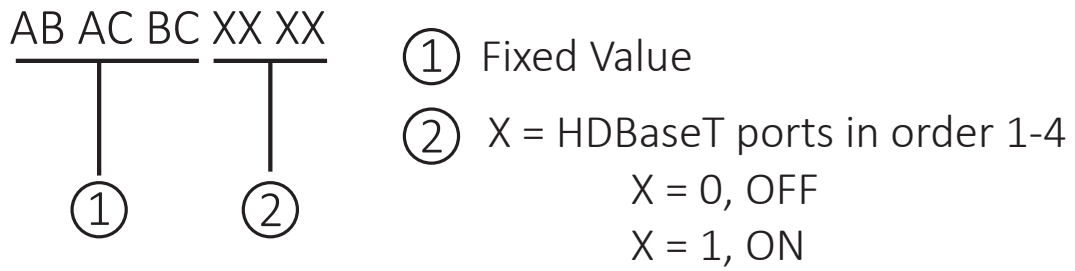 AB AC BC XX XX
① Fixed Value
② X = HDBaseT ports in order 1-4
X = 0, OFF
X = 1, ON
① ②